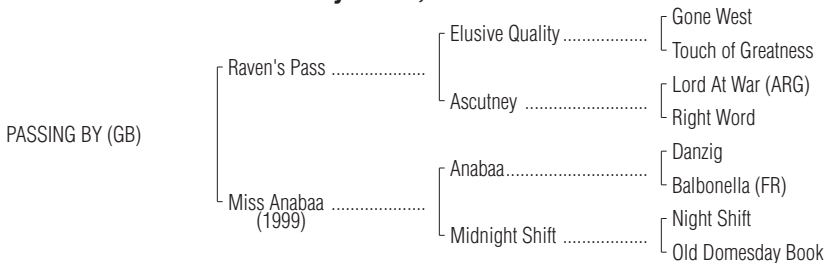 Gone West
Elusive Quality ...................
Touch of Greatness
Raven's Pass ....................
Lord At War (ARG)
Ascutney ...........................
Right Word
PASSING BY (GB)
Danzig
Anabaa...............................
Balbonella (FR)
Miss Anabaa ....................
(1999)
Night Shift
Midnight Shift ...................
Old Domesday Book